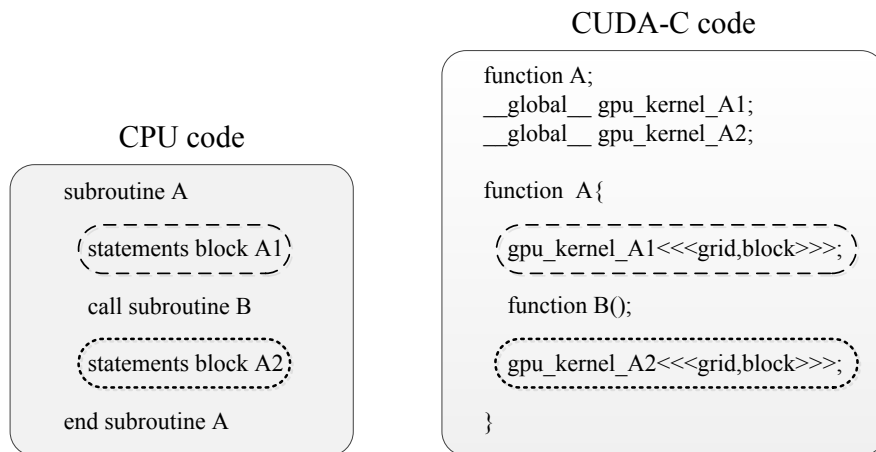 CPU code
subroutine A
statements block A1
call subroutine B
statements block A2
end subroutine A
CUDA-C code
function A;
__global__ gpu_kernel_A1;
__global__ gpu_kernel_A2;
function A{
gpu_kernel_A1<<<grid,block>>>;
function B();
gpu_kernel_A2<<<grid,block>>>;
}